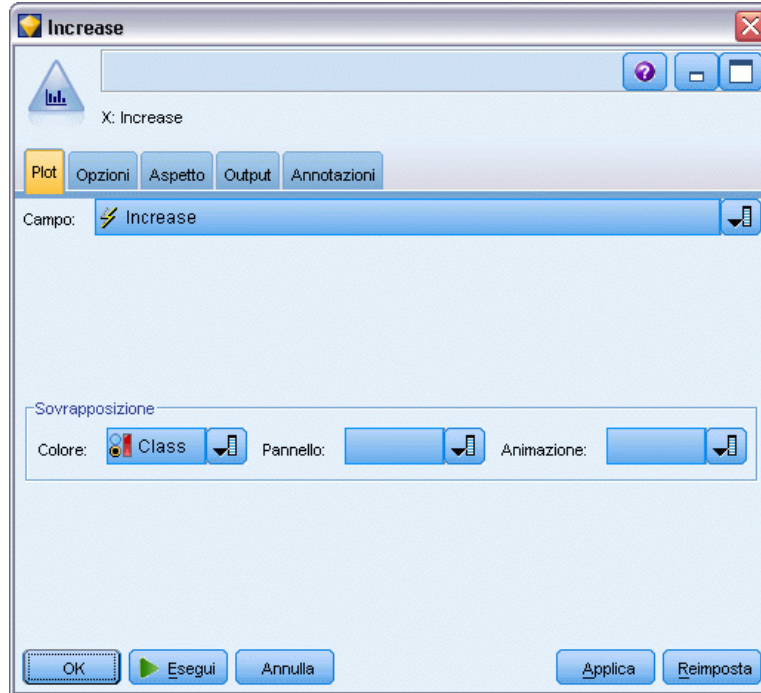 Increase
X: Increase
Plot Opzioni Aspetto Output Annotazioni
Campo: Increase
Sovrapposizione
Colore: Class Pannello: Animazione:
OK Esegui Annulla Applica Reimposta